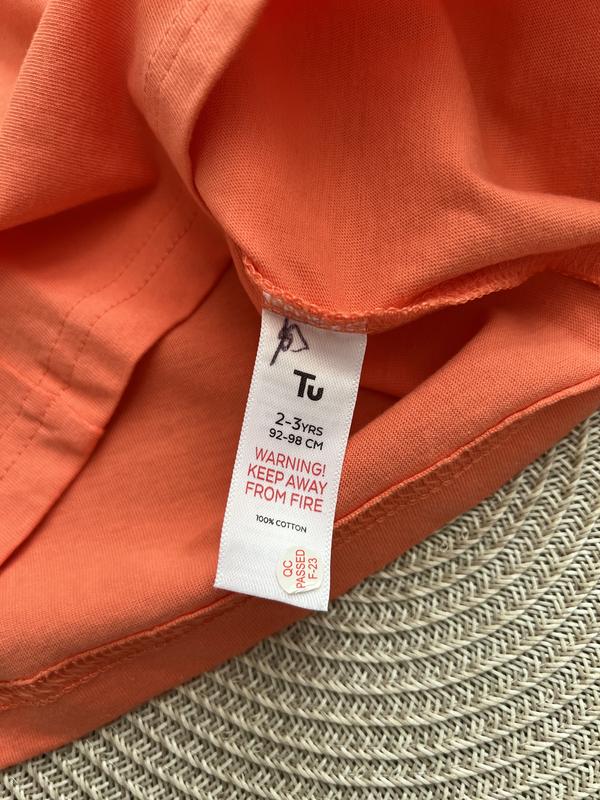 Tu
2-3YRS
92-98 CM
WARNING!
KEEP AWAY
FROM FIRE
100% COTTON
QC
PASSED
F-23